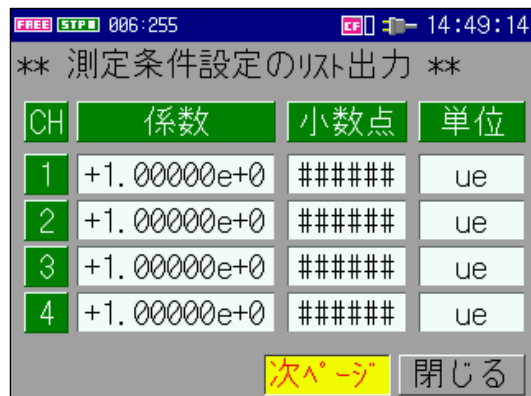 FREE STPΦ 006:255 CF 14:49:14
** 測定条件設定のﾘｽﾄ出力 **
CH 係数 小数点 単位
1 +1.00000e+0 ###### ue
2 +1.00000e+0 ###### ue
3 +1.00000e+0 ###### ue
4 +1.00000e+0 ###### ue
次ﾍﾟｰｼﾞ 閉じる